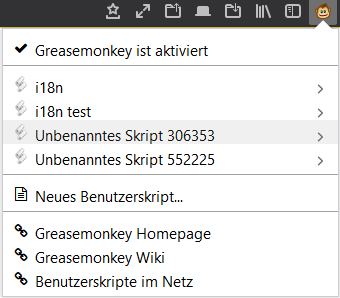 Greasemonkey ist aktiviert
i18n
i18n test
Unbenanntes Skript 306353
Unbenanntes Skript 552225
Neues Benutzerskript...
Greasemonkey Homepage
Greasemonkey Wiki
Benutzerskripte im Netz